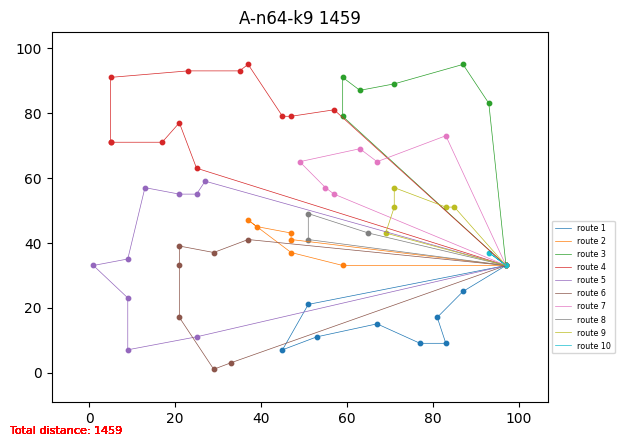 A-n64-k9 1459
100
80
60
40
20
0
0 20 40 60 80 100
route 1
route 2
route 3
route 4
route 5
route 6
route 7
route 8
route 9
route 10
Total distance: 1459